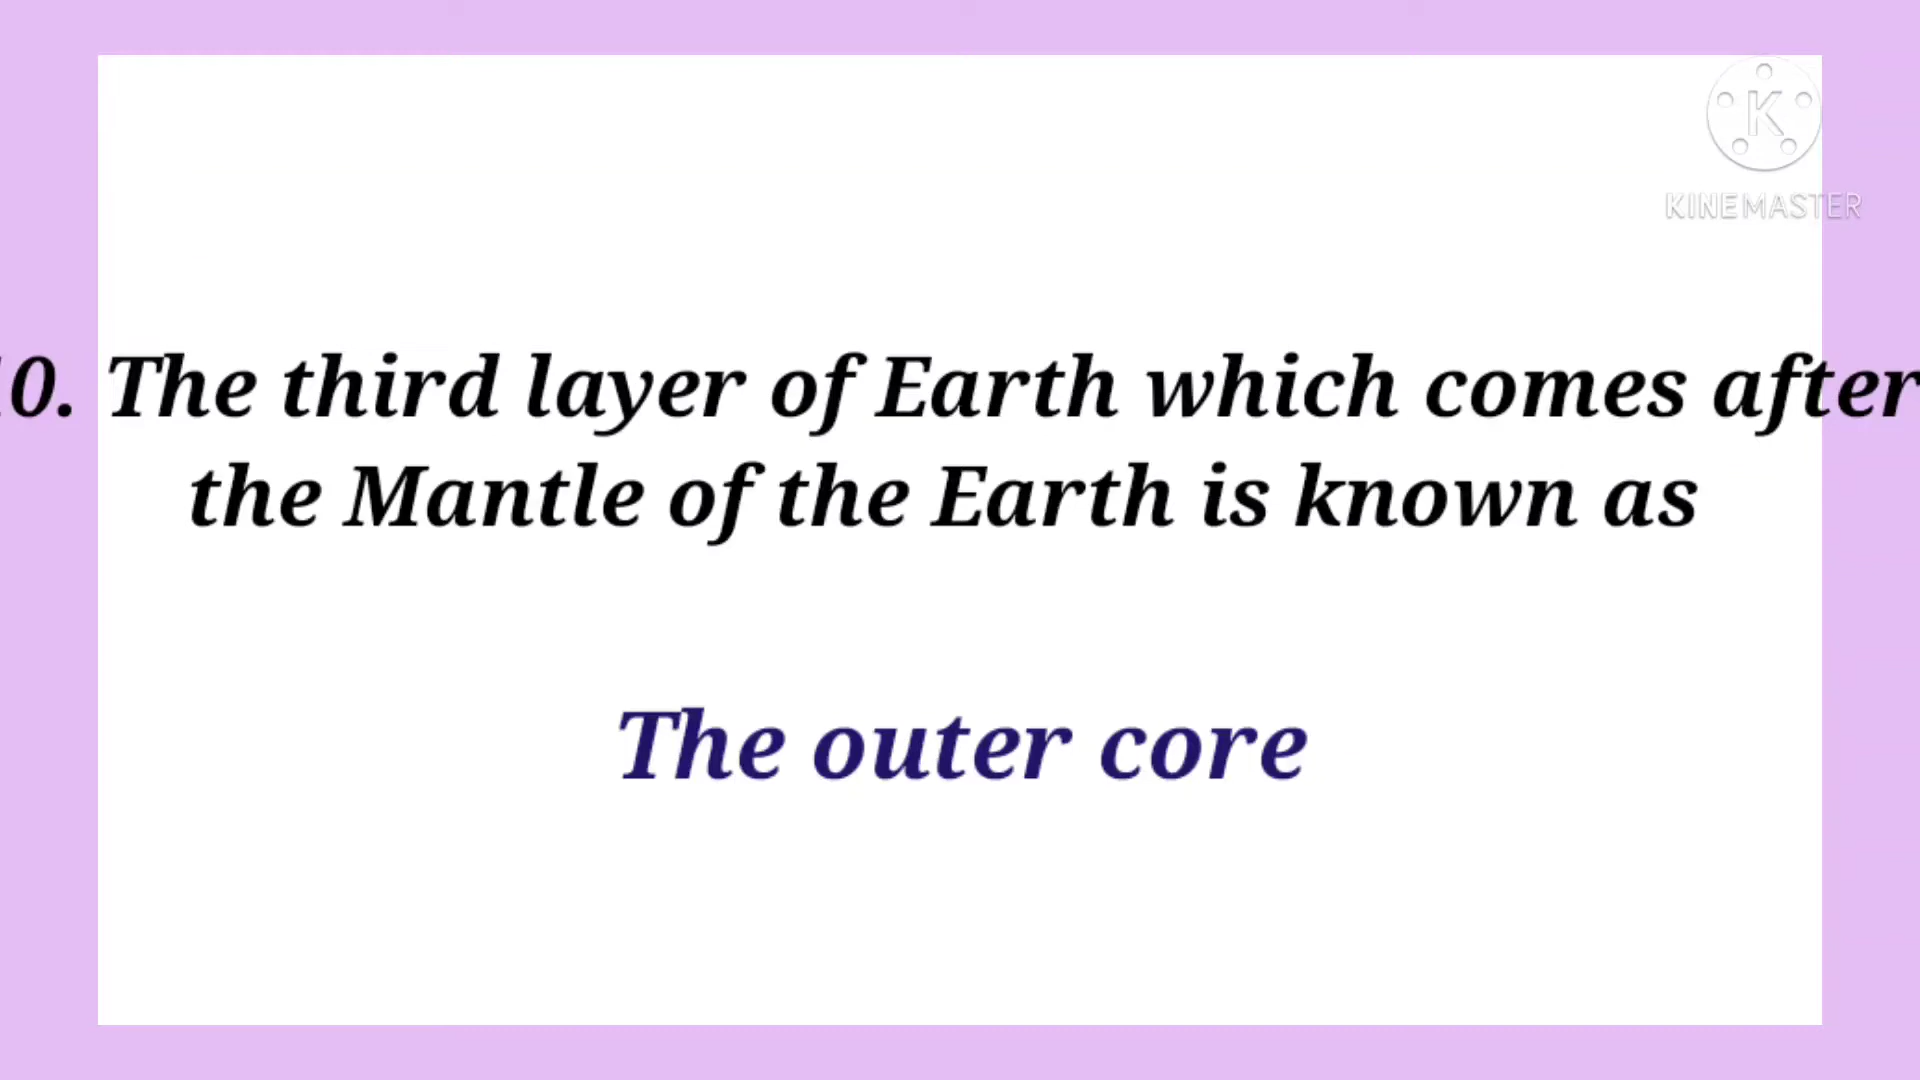 K
KINEMASTER
10. The third layer of Earth which comes after
the Mantle of the Earth is known as
The outer core